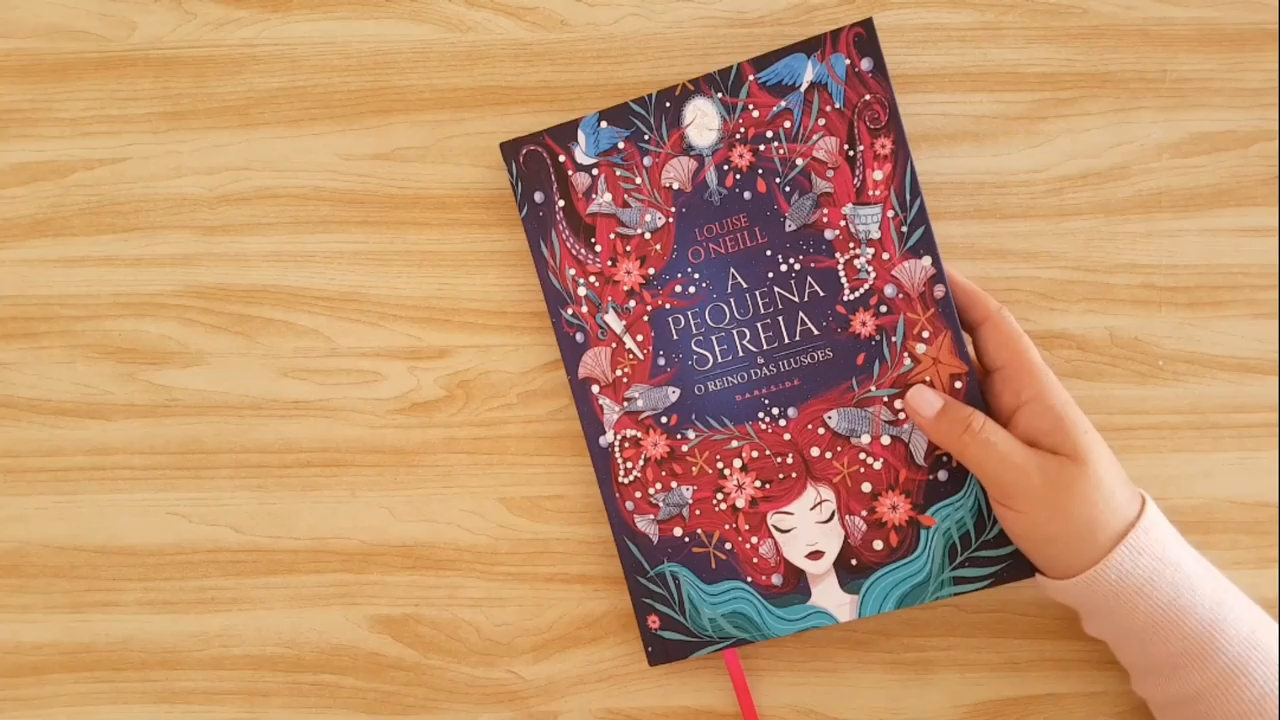 LOUISE
O'NEILL
A
PEQUENA
SEREIA
&
O REINO DAS ILUSÕES
DARKSIDE